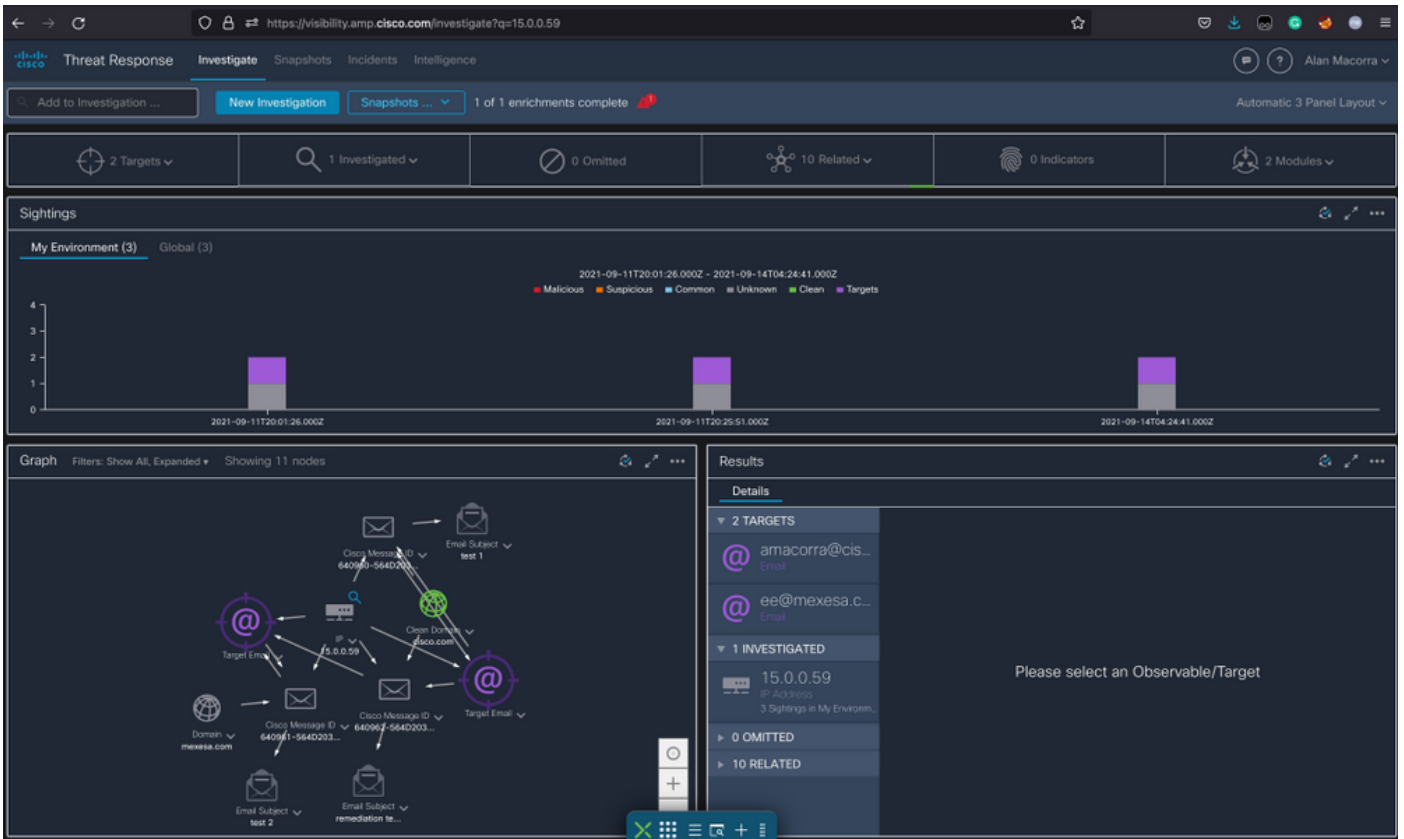 https://visibility.amp.cisco.com/investigate?q=15.0.0.59
cisco Threat Response Investigate Snapshots Incidents Intelligence ? Alan Macorra
Add to Investigation ... New Investigation Snapshots ... 1 of 1 enrichments complete 1 Automatic 3 Panel Layout
2 Targets 1 Investigated 0 Omitted 10 Related 0 Indicators 2 Modules
Sightings
My Environment (3) Global (3)
2021-09-11T20:01:26.000Z - 2021-09-14T04:24:41.000Z
Malicious Suspicious Common Unknown Clean Targets
4
3
2
1
0
2021-09-11T20:01:26.000Z 2021-09-11T20:25:51.000Z 2021-09-14T04:24:41.000Z
Graph Filters: Show All, Expanded Showing 11 nodes
Cisco Message ID
640960-564D203...
Email Subject
test 1
Clean Domain
cisco.com
IP
15.0.0.59
Target Email
Target Email
Cisco Message ID
640962-564D203...
Cisco Message ID
640961-564D203...
Domain
mexesa.com
Email Subject
test 2
Email Subject
remediation te...
Results
Details
2 TARGETS
amacorra@cis...
Email
ee@mexesa.c...
Email
1 INVESTIGATED
15.0.0.59
IP Address
3 Sightings in My Environm...
0 OMITTED
10 RELATED
Please select an Observable/Target